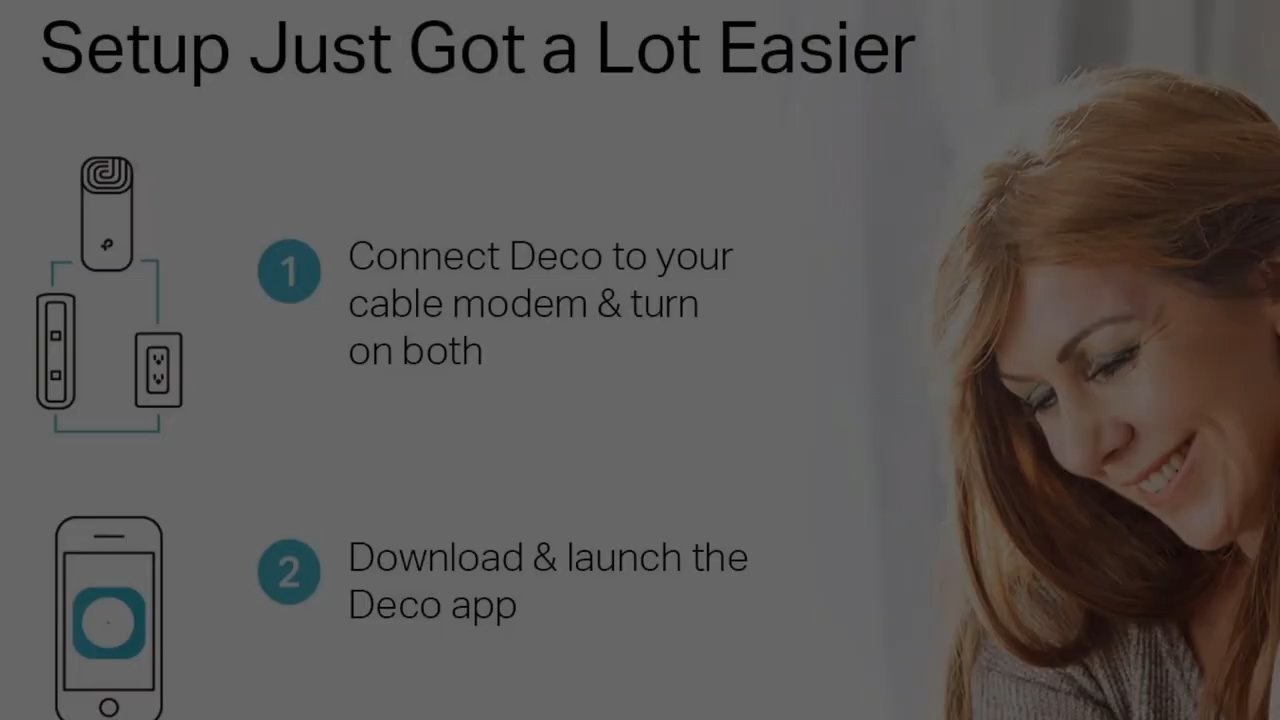 Setup Just Got a Lot Easier
1
Connect Deco to your
cable modem & turn
on both
2
Download & launch the
Deco app